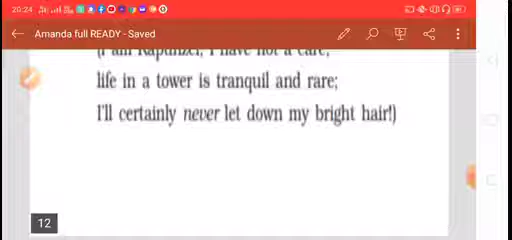 20:24
Amanda full READY - Saved
(I am Rapunzel, I have not a care;
life in a tower is tranquil and rare;
I'll certainly never let down my bright hair!)
12